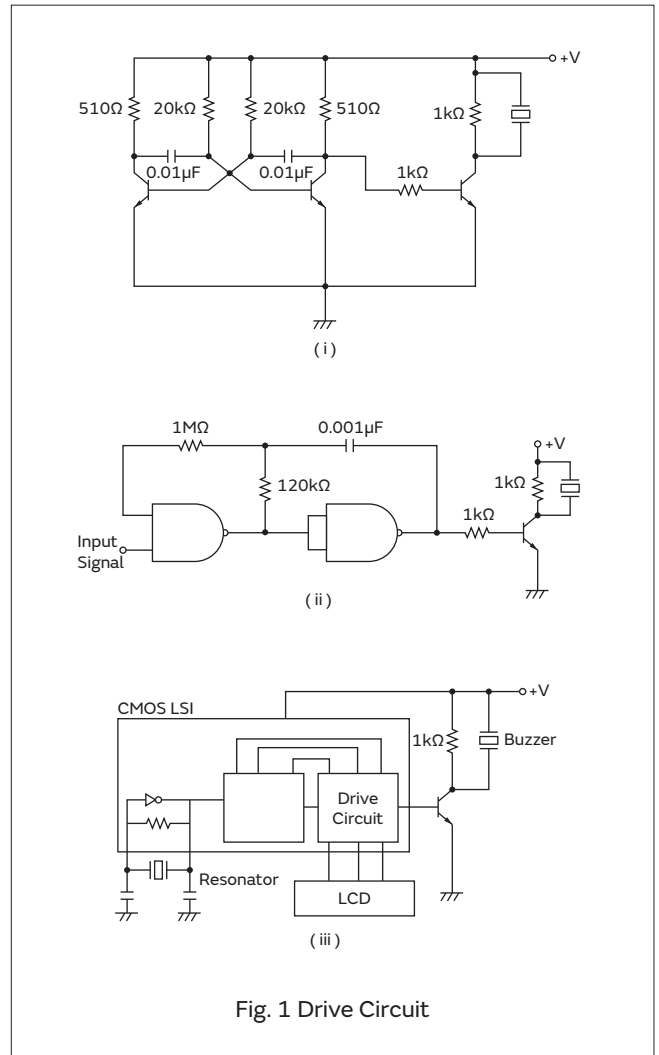 +V
510Ω 20kΩ 20kΩ 510Ω 1kΩ
0.01µF 0.01µF 1kΩ
( i )
1MΩ 0.001µF
+V
120kΩ 1kΩ
1kΩ
Input
Signal
( ii )
+V
CMOS LSI
1kΩ Buzzer
Drive
Circuit
Resonator
LCD
( iii )
Fig. 1 Drive Circuit